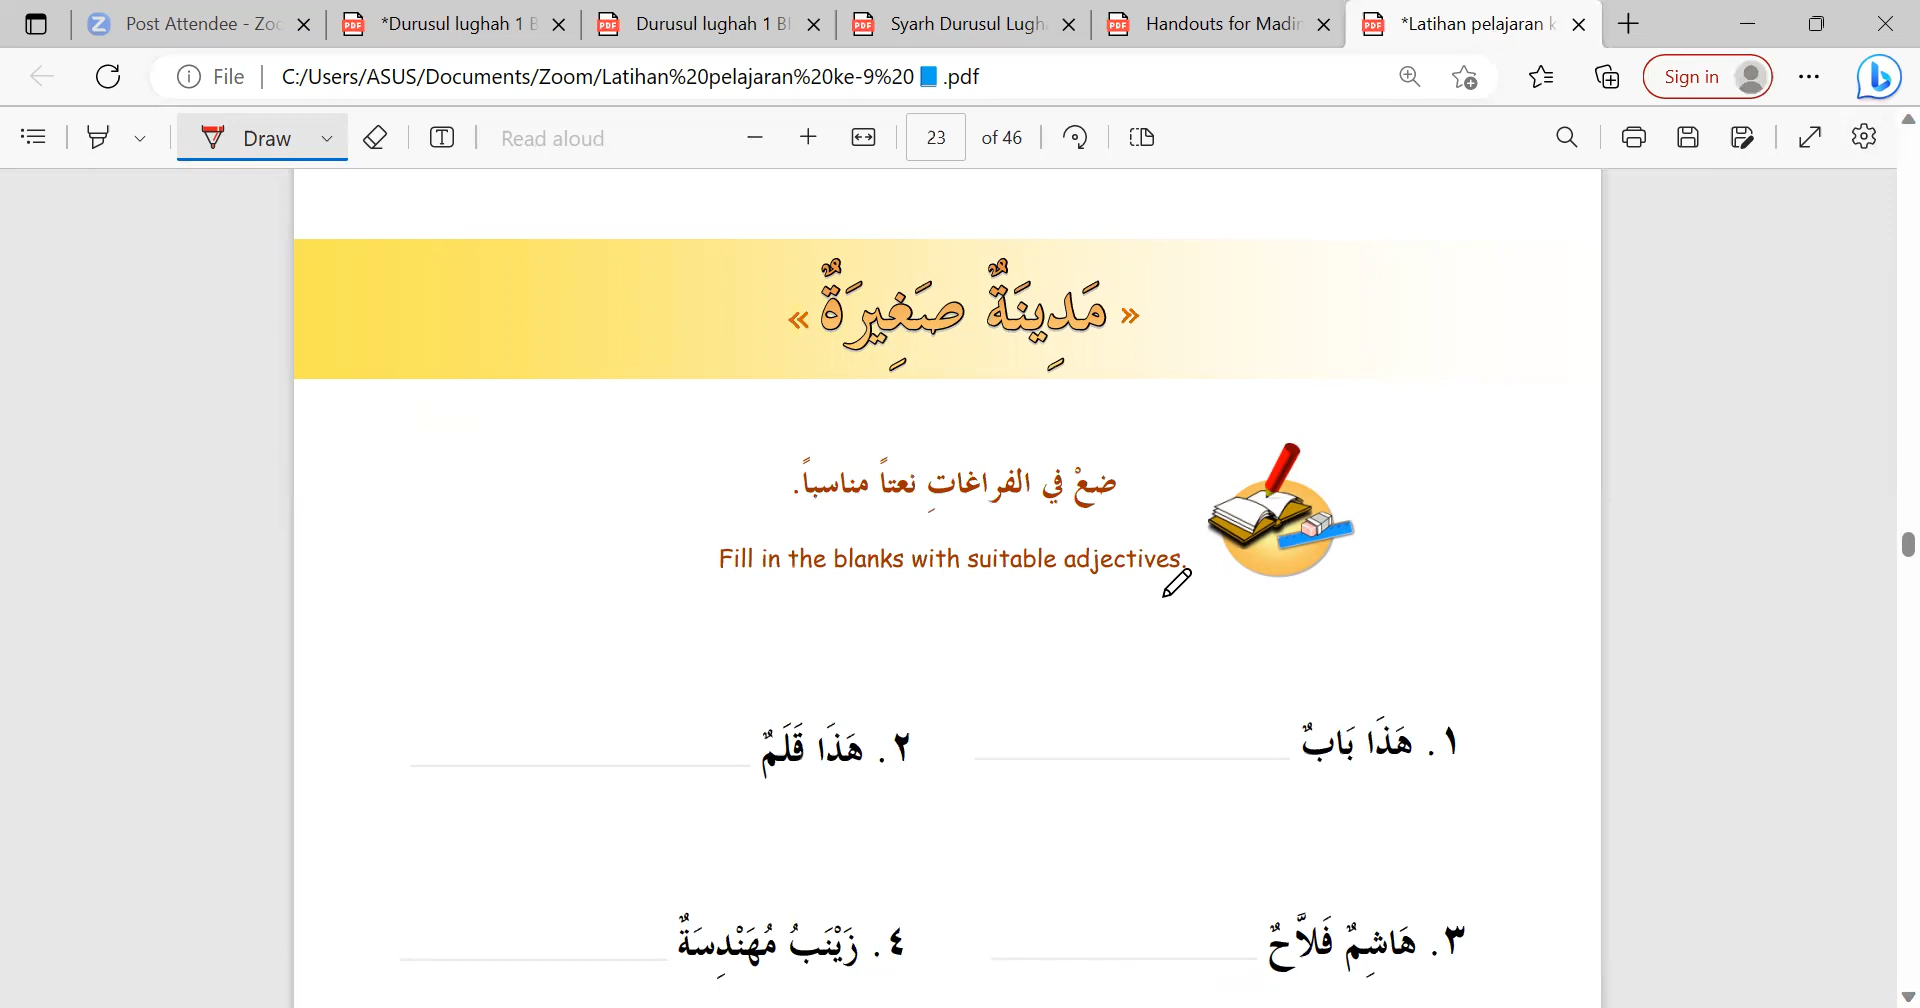 Post Attendee - Zoo
*Durusul lughah 1 B
Durusul lughah 1 Bl
Syarh Durusul Lugh
Handouts for Madin
*Latihan pelajaran k
File
C:/Users/ASUS/Documents/Zoom/Latihan%20pelajaran%20ke-9%20📘.pdf
Sign in
Draw
Read aloud
23 of 46
« مَدِينَةٌ صَغِيرَةٌ »
ضعْ في الفراغاتِ نعتاً مناسباً.
Fill in the blanks with suitable adjectives.
١. هَذَا بَابٌ
٢. هَذَا قَلَمٌ
٣. هَاشِمٌ فَلاَّحٌ
٤. زَيْنَبُ مُهَنْدِسَةٌ